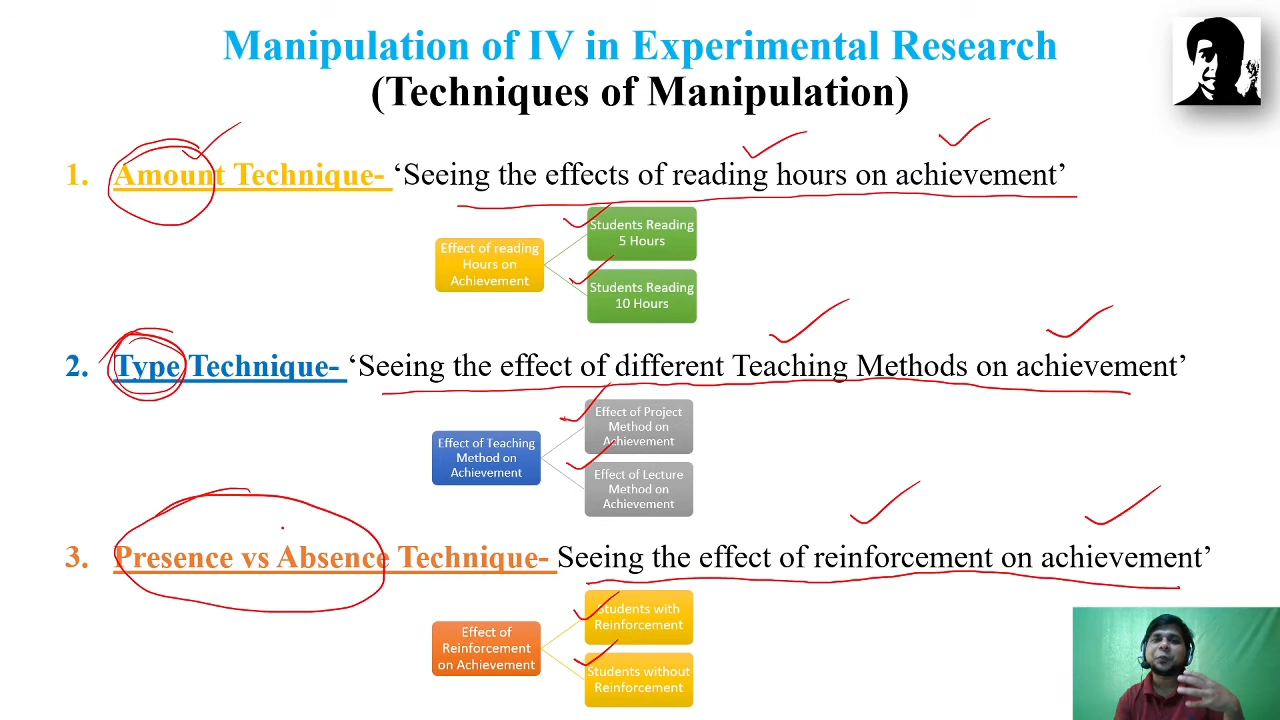 Manipulation of IV in Experimental Research
(Techniques of Manipulation)
1. Amount Technique- ‘Seeing the effects of reading hours on achievement’
Effect of reading
Hours on
Achievement
Students Reading
5 Hours
Students Reading
10 Hours
2. Type Technique- ‘Seeing the effect of different Teaching Methods on achievement’
Effect of Teaching
Method on
Achievement
Effect of Project
Method on
Achievement
Effect of Lecture
Method on
Achievement
3. Presence vs Absence Technique- Seeing the effect of reinforcement on achievement’
Effect of
Reinforcement
on Achievement
Students with
Reinforcement
Students without
Reinforcement